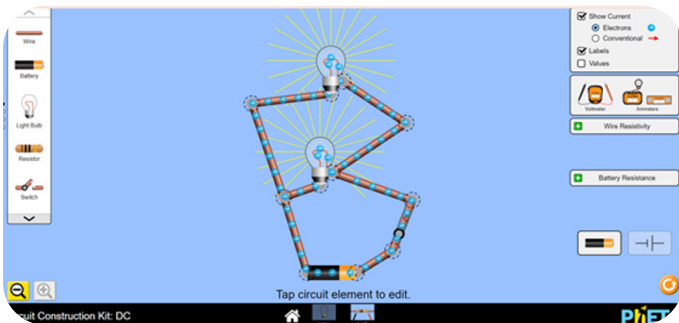 Wire
Battery
Light Bulb
Resistor
Switch
Show Current
Electrons
Conventional
Labels
Values
Voltmeter
Ammeters
Wire Resistivity
Battery Resistance
Tap circuit element to edit.
cuit Construction Kit: DC
PhET